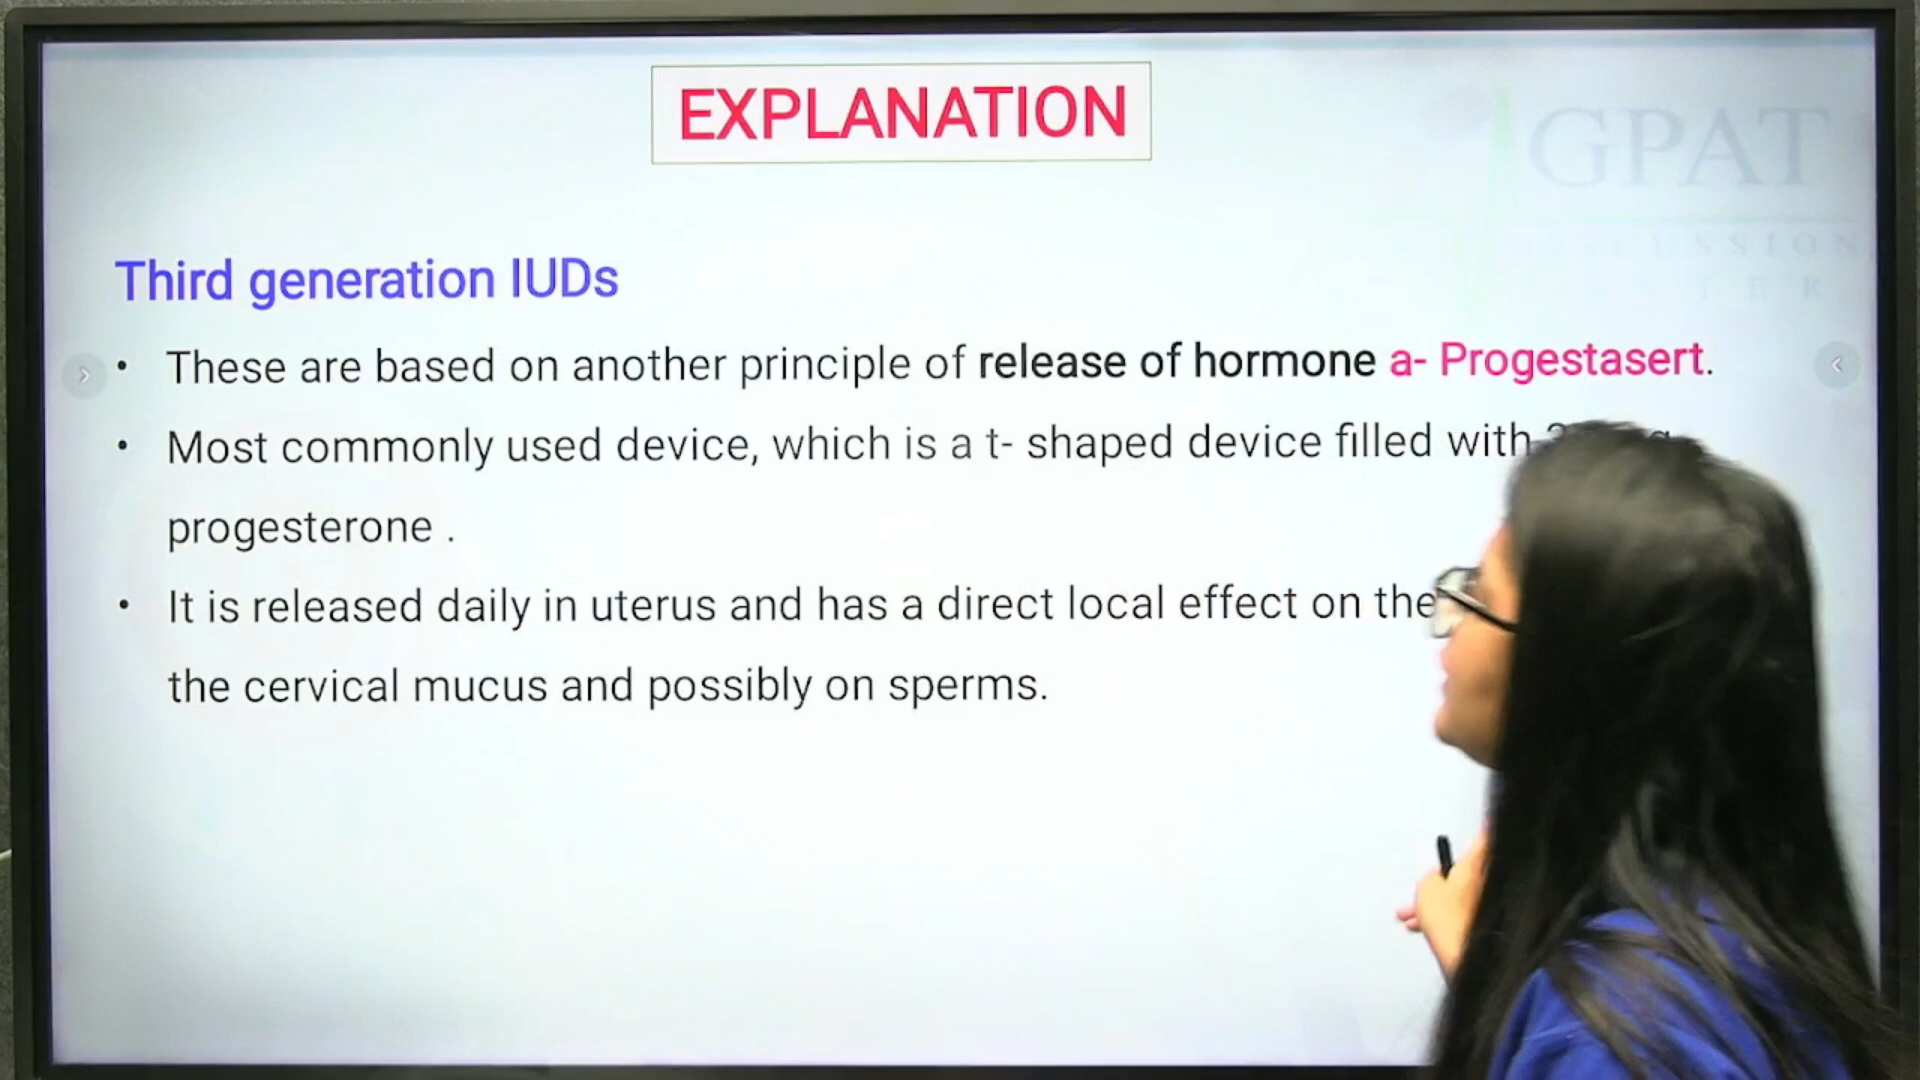 EXPLANATION
GPAT
Third generation IUDs
• These are based on another principle of release of hormone a- Progestasert.
• Most commonly used device, which is a t- shaped device filled with
progesterone .
• It is released daily in uterus and has a direct local effect on the
the cervical mucus and possibly on sperms.